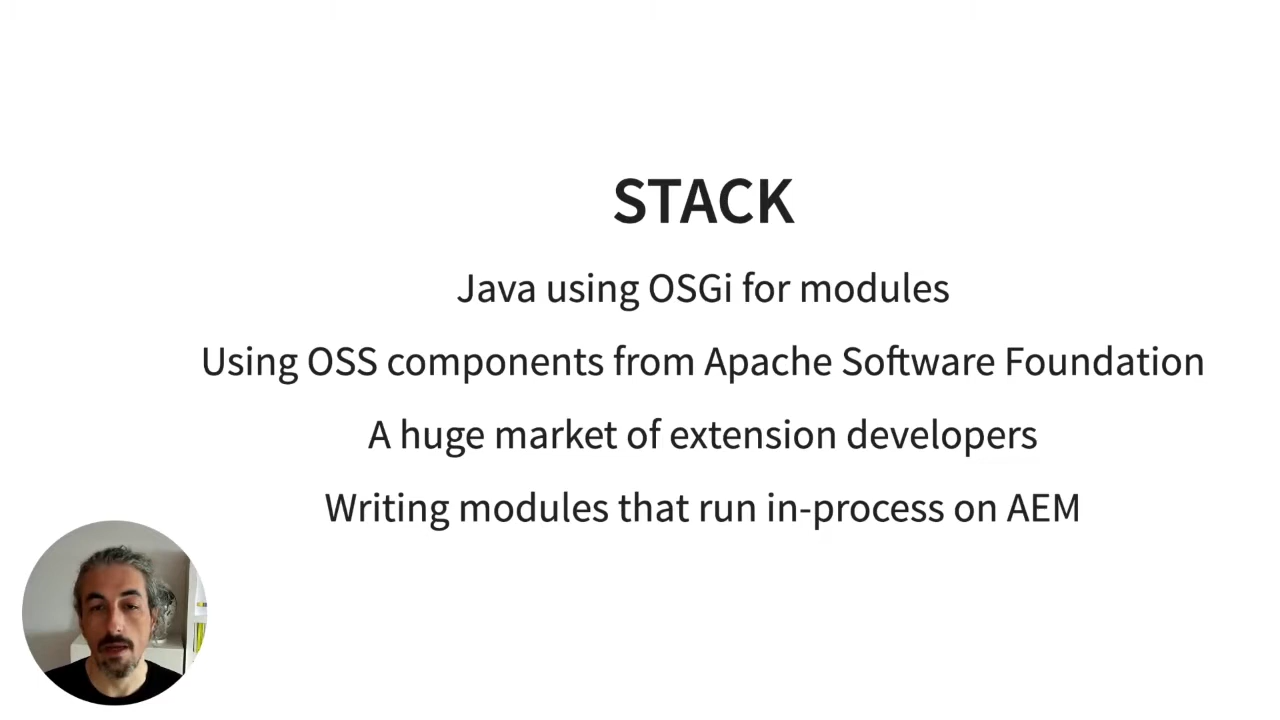 STACK
Java using OSGi for modules
Using OSS components from Apache Software Foundation
A huge market of extension developers
Writing modules that run in-process on AEM